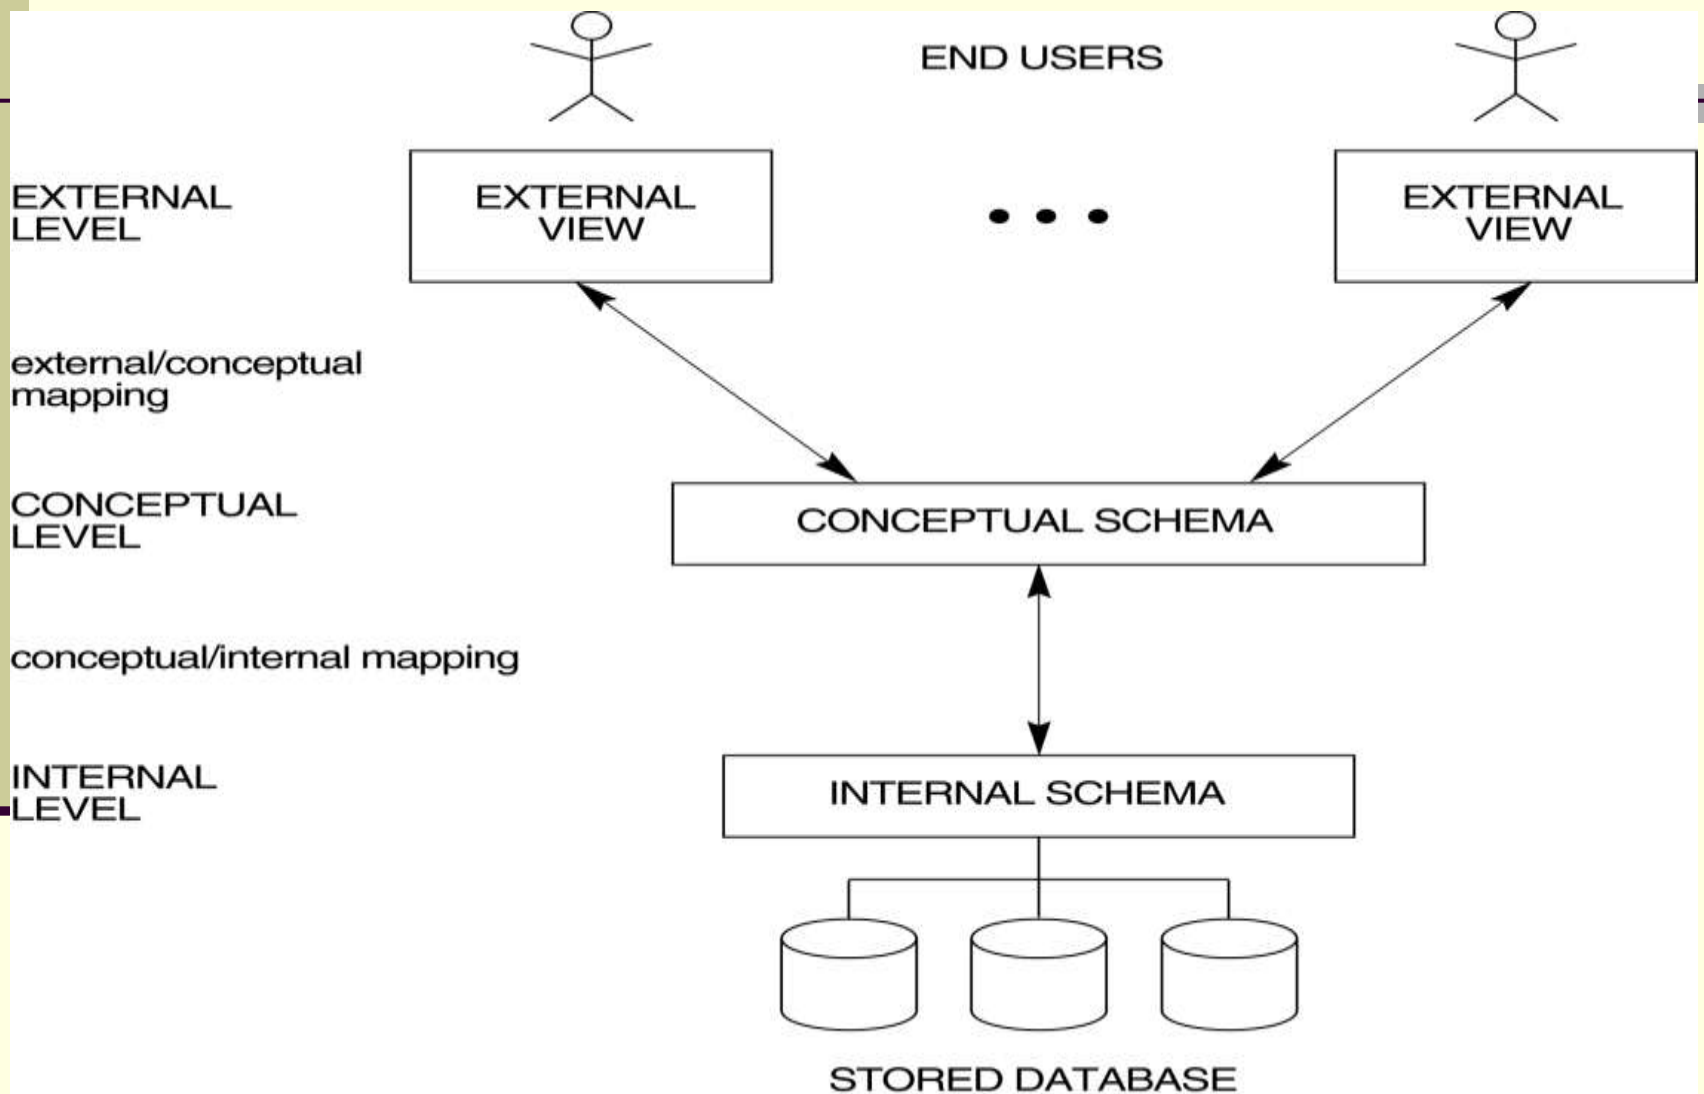 END USERS
EXTERNAL
LEVEL
EXTERNAL
VIEW
EXTERNAL
VIEW
external/conceptual
mapping
CONCEPTUAL
LEVEL
CONCEPTUAL SCHEMA
conceptual/internal mapping
INTERNAL
LEVEL
INTERNAL SCHEMA
STORED DATABASE